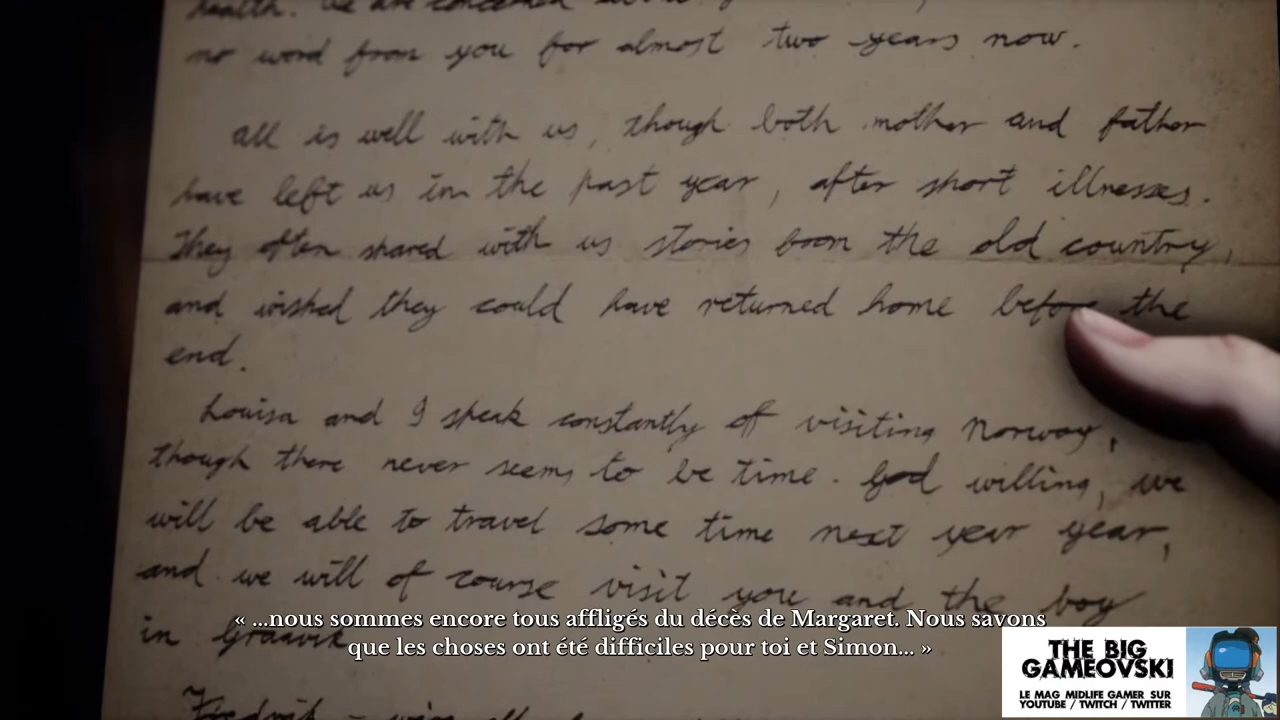 health. We are concerned
no word from you for almost two years now.
all is well with us, though both mother and father
have left us in the past year, after short illnesses.
They often shared with us stories from the old country,
and wished they could have returned home before the
end.
Louisa and I speak constantly of visiting Norway,
though there never seems to be time. God willing, we
will be able to travel some time next year year,
and we will of course visit you and the boy
in Graavik
« ...nous sommes encore tous affligés du décès de Margaret. Nous savons
que les choses ont été difficiles pour toi et Simon... »
THE BIG
GAMEOVSKI
LE MAG MIDLIFE GAMER SUR
YOUTUBE / TWITCH / TWITTER